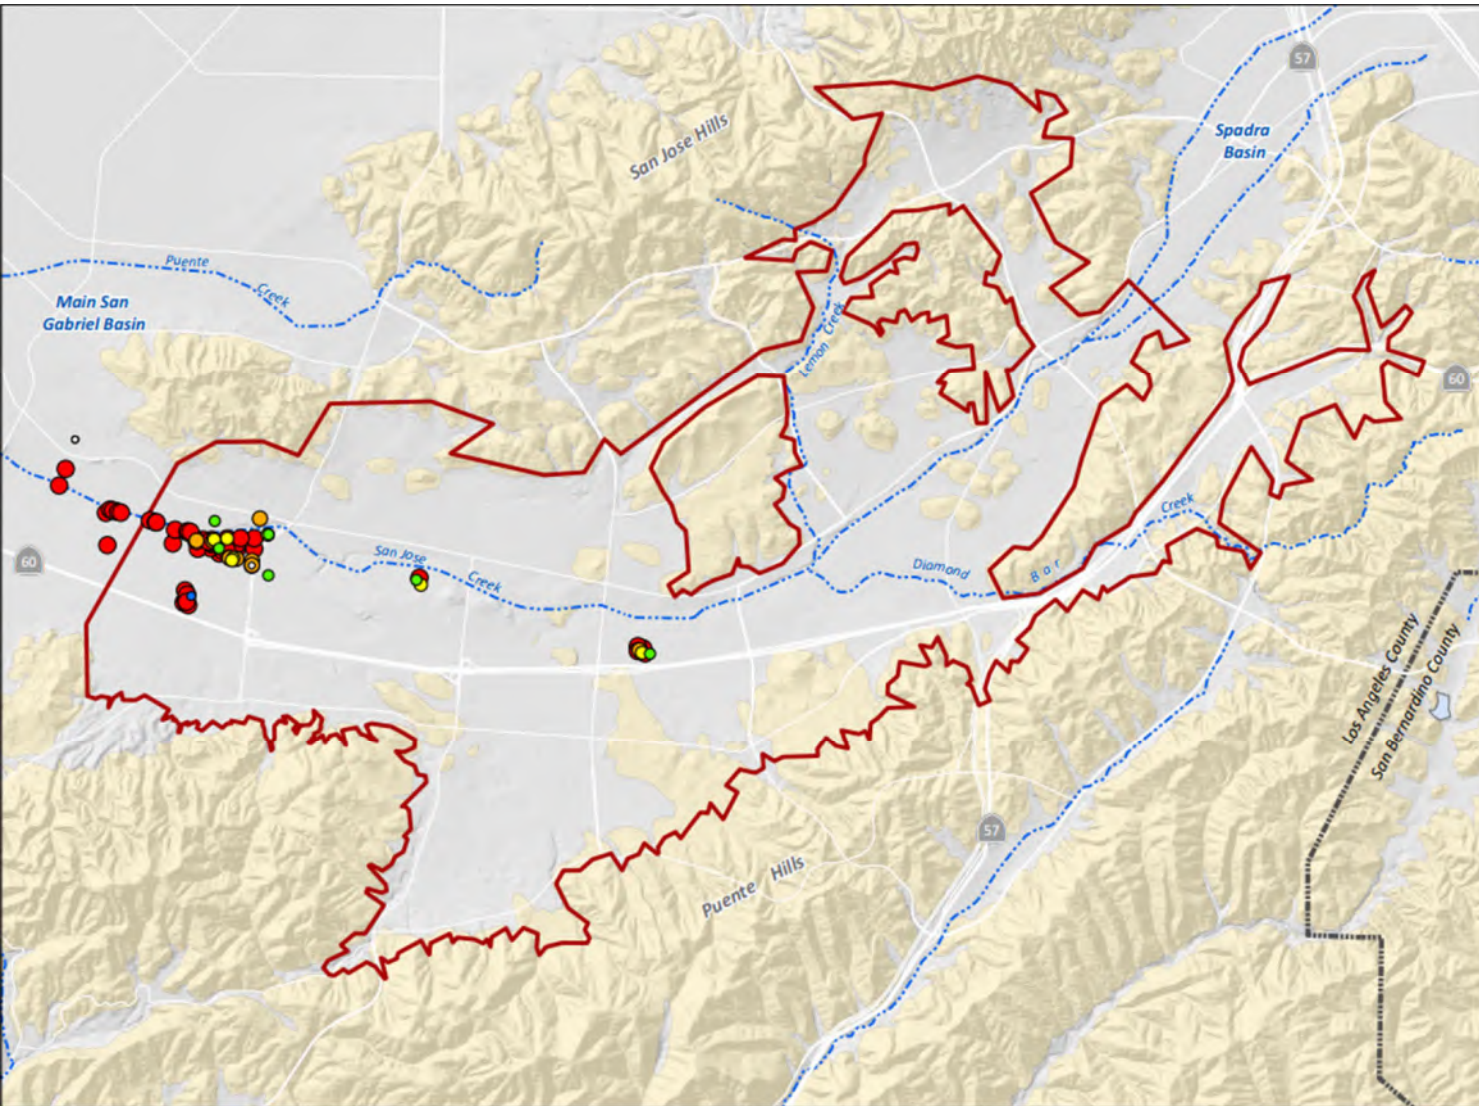 57
San Jose Hills
Spadra
Basin
Puente
Creek
Main San
Gabriel Basin
Lemon Creek
60
San Jose
Creek
60
Diamond
Bar
Creek
Los Angeles County
San Bernardino County
57
Puente Hills